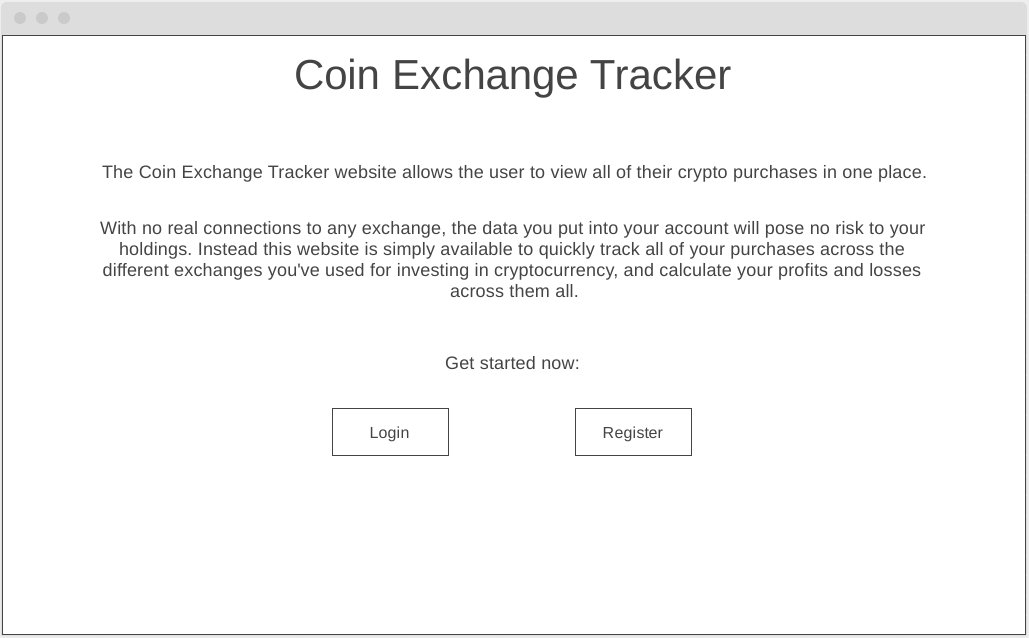 Coin Exchange Tracker
The Coin Exchange Tracker website allows the user to view all of their crypto purchases in one place.
With no real connections to any exchange, the data you put into your account will pose no risk to your
holdings. Instead this website is simply available to quickly track all of your purchases across the
different exchanges you've used for investing in cryptocurrency, and calculate your profits and losses
across them all.
Get started now:
Login
Register